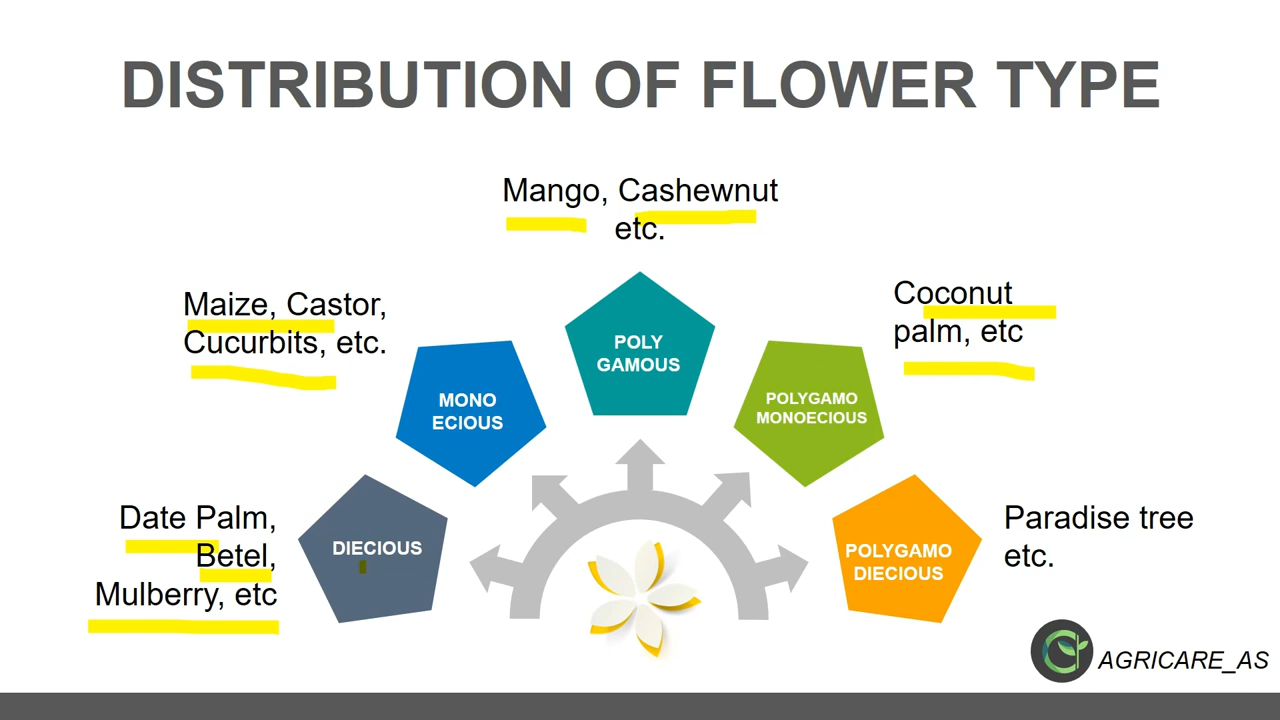 DISTRIBUTION OF FLOWER TYPE
Mango, Cashewnut
etc.
Maize, Castor,
Cucurbits, etc.
Coconut
palm, etc
POLY
GAMOUS
MONO
ECIOUS
POLYGAMO
MONOECIOUS
Date Palm,
Betel,
Mulberry, etc
DIECIOUS
POLYGAMO
DIECIOUS
Paradise tree
etc.
AGRICARE_AS